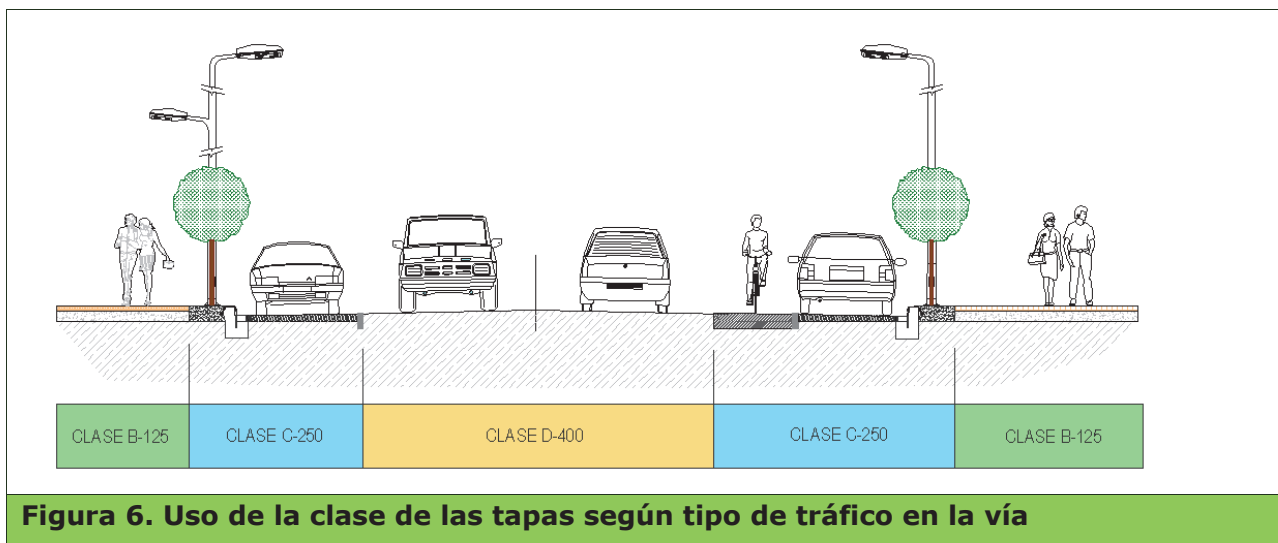 CLASE B-125
CLASE C-250
CLASE D-400
CLASE C-250
CLASE B-125
Figura 6. Uso de la clase de las tapas según tipo de tráfico en la vía